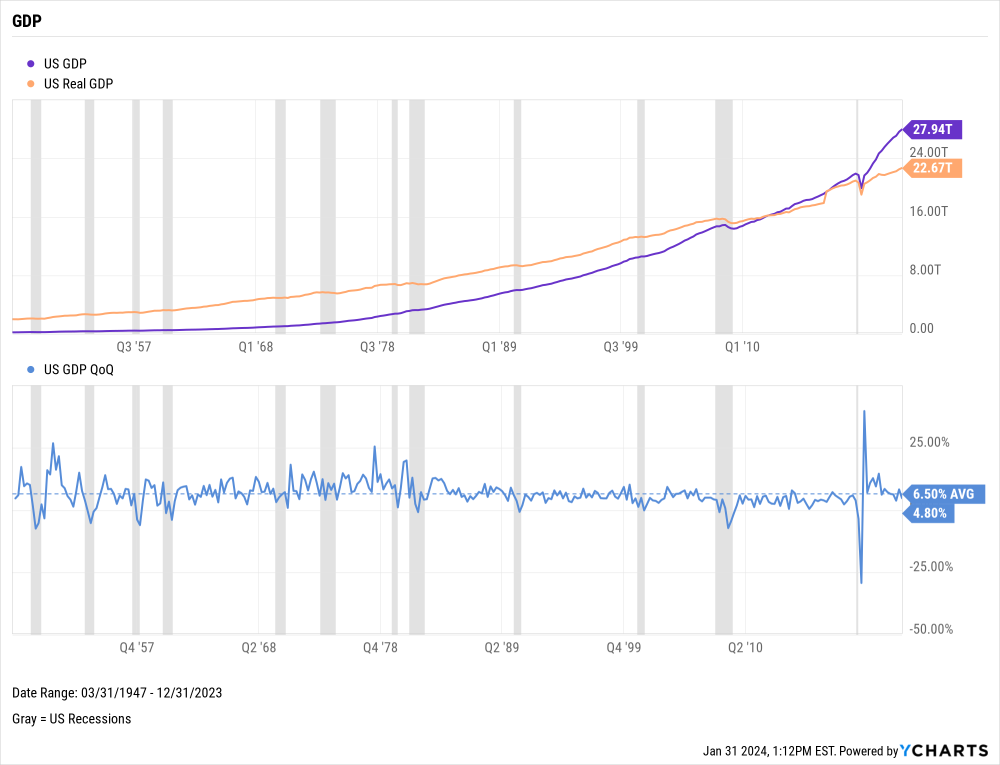 GDP
US GDP
US Real GDP
27.94T
24.00T
22.67T
16.00T
8.00T
0.00
Q3 '57 Q1 '68 Q3 '78 Q1 '89 Q3 '99 Q1 '10
US GDP QoQ
25.00%
6.50% AVG
4.80%
-25.00%
-50.00%
Q4 '57 Q2 '68 Q4 '78 Q2 '89 Q4 '99 Q2 '10
Date Range: 03/31/1947 - 12/31/2023
Gray = US Recessions
Jan 31 2024, 1:12PM EST. Powered by YCHARTS